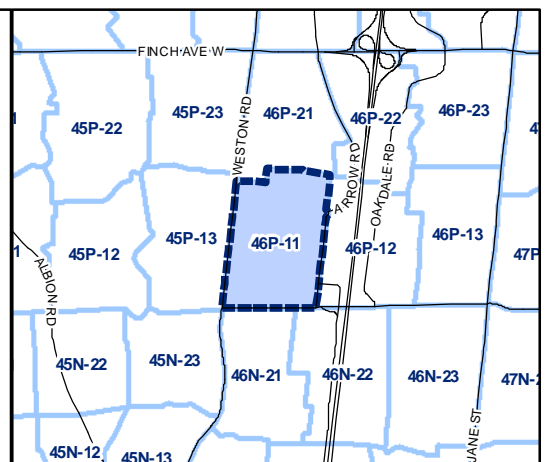 FINCH AVE W
45P-23
46P-21
46P-22
46P-23
45P-22
WESTON RD
ARROW RD
OAKDALE RD
45P-12
45P-13
46P-11
46P-12
46P-13
47P
ALBION RD
45N-22
45N-23
46N-21
46N-22
46N-23
47N-2
JANE ST
45N-12
45N-13